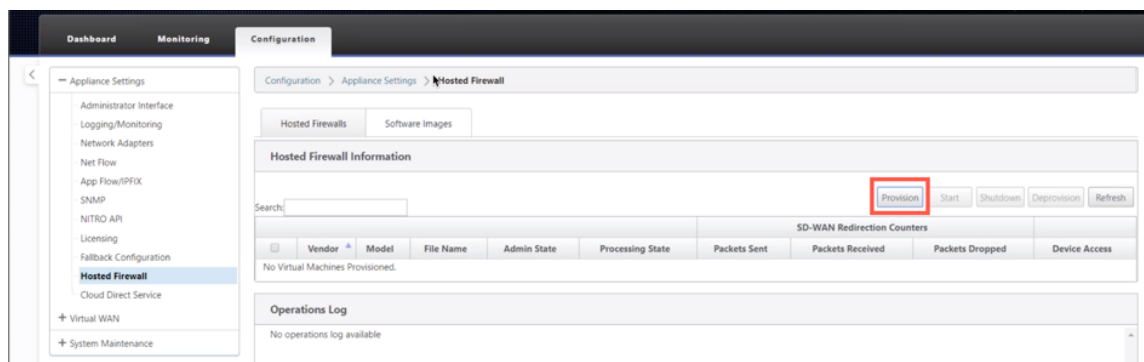 Dashboard Monitoring Configuration
Appliance Settings
Administrator Interface
Logging/Monitoring
Network Adapters
Net Flow
App Flow/IPFIX
SNMP
NITRO API
Licensing
Fallback Configuration
Hosted Firewall
Cloud Direct Service
Virtual WAN
System Maintenance
Configuration > Appliance Settings > Hosted Firewall
Hosted Firewalls Software Images
Hosted Firewall Information
Provision Start Shutdown Deprovision Refresh
Search:
SD-WAN Redirection Counters
Vendor Model File Name Admin State Processing State Packets Sent Packets Received Packets Dropped Device Access
No Virtual Machines Provisioned.
Operations Log
No operations log available